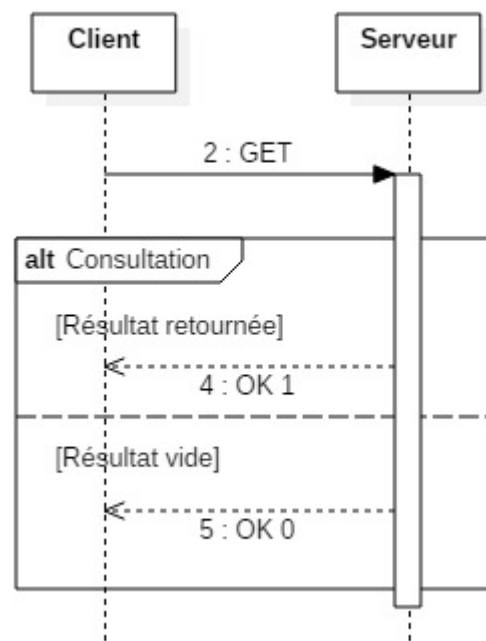 Client
Serveur
2 : GET
alt Consultation
[Résultat retournée]
4 : OK 1
[Résultat vide]
5 : OK 0